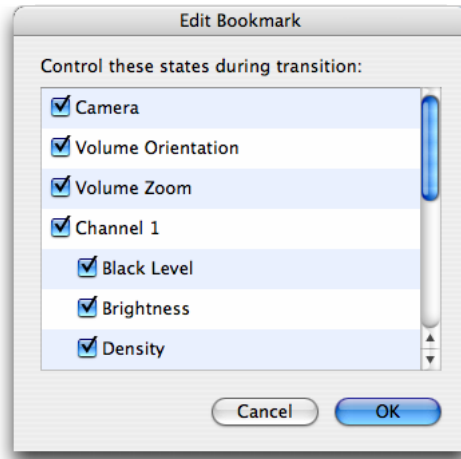 Edit Bookmark
Control these states during transition:
Camera
Volume Orientation
Volume Zoom
Channel 1
Black Level
Brightness
Density
Cancel
OK